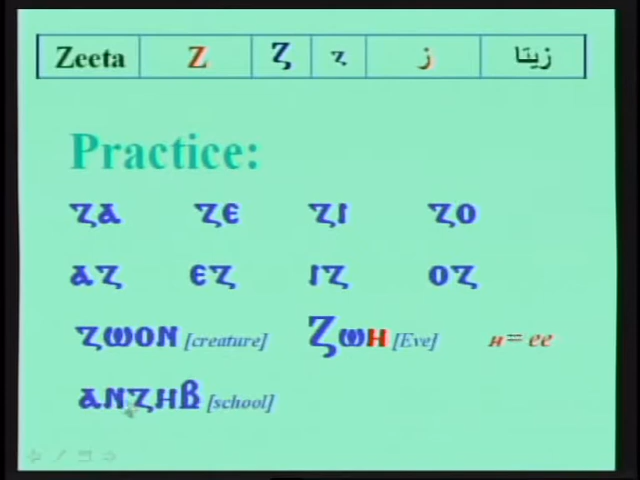 Zeeta Z Ⲍ ⲍ ز زيتا
Practice:
ⲍⲁ ⲍⲉ ⲍⲓ ⲍⲟ
ⲁⲍ ⲉⲍ ⲓⲍ ⲟⲍ
ⲍⲱⲟⲛ [creature] Ⲍⲱⲏ [Eve] ⲏ= ee
ⲁⲛⲍⲏⲃ [school]